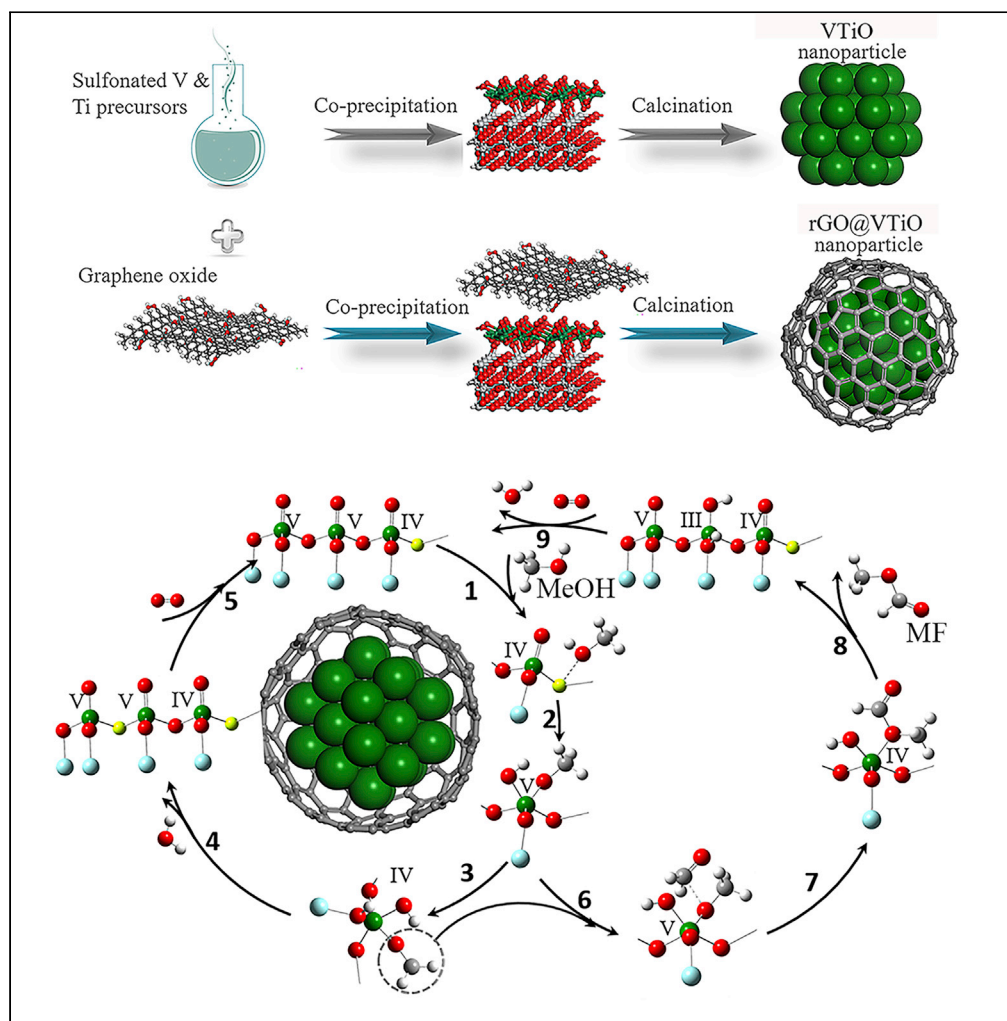 VTiO
nanoparticle
Sulfonated V &
Ti precursors
Co-precipitation
Calcination
rGO@VTiO
nanoparticle
Graphene oxide
Co-precipitation
Calcination
V
V
IV
9
V
III
IV
1
MeOH
5
MF
8
IV
V
V
IV
2
IV
V
4
3
IV
6
7
V